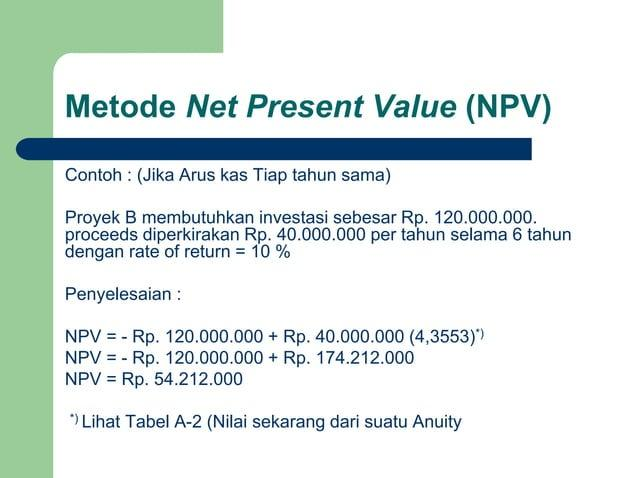 Metode Net Present Value (NPV)
Contoh : (Jika Arus kas Tiap tahun sama)
Proyek B membutuhkan investasi sebesar Rp. 120.000.000.
proceeds diperkirakan Rp. 40.000.000 per tahun selama 6 tahun
dengan rate of return = 10 %
Penyelesaian :
NPV = - Rp. 120.000.000 + Rp. 40.000.000 (4,3553)*)
NPV = - Rp. 120.000.000 + Rp. 174.212.000
NPV = Rp. 54.212.000
*) Lihat Tabel A-2 (Nilai sekarang dari suatu Anuity